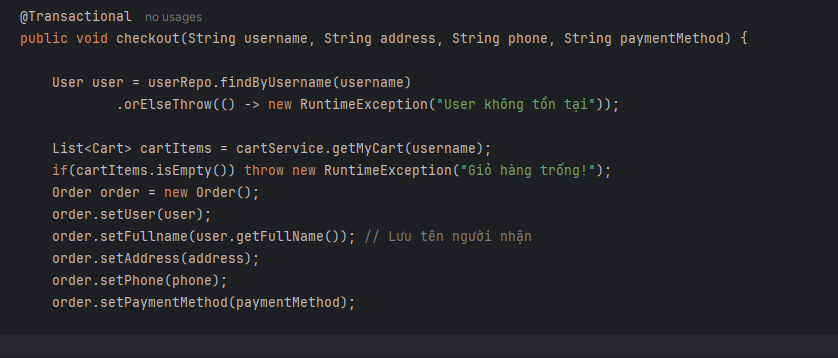 @Transactional no usages
public void checkout(String username, String address, String phone, String paymentMethod) {
User user = userRepo.findByUsername(username)
.orElseThrow(() -> new RuntimeException("User không tồn tại"));
List<Cart> cartItems = cartService.getMyCart(username);
if(cartItems.isEmpty()) throw new RuntimeException("Giỏ hàng trống!");
Order order = new Order();
order.setUser(user);
order.setFullname(user.getFullName()); // Lưu tên người nhận
order.setAddress(address);
order.setPhone(phone);
order.setPaymentMethod(paymentMethod);